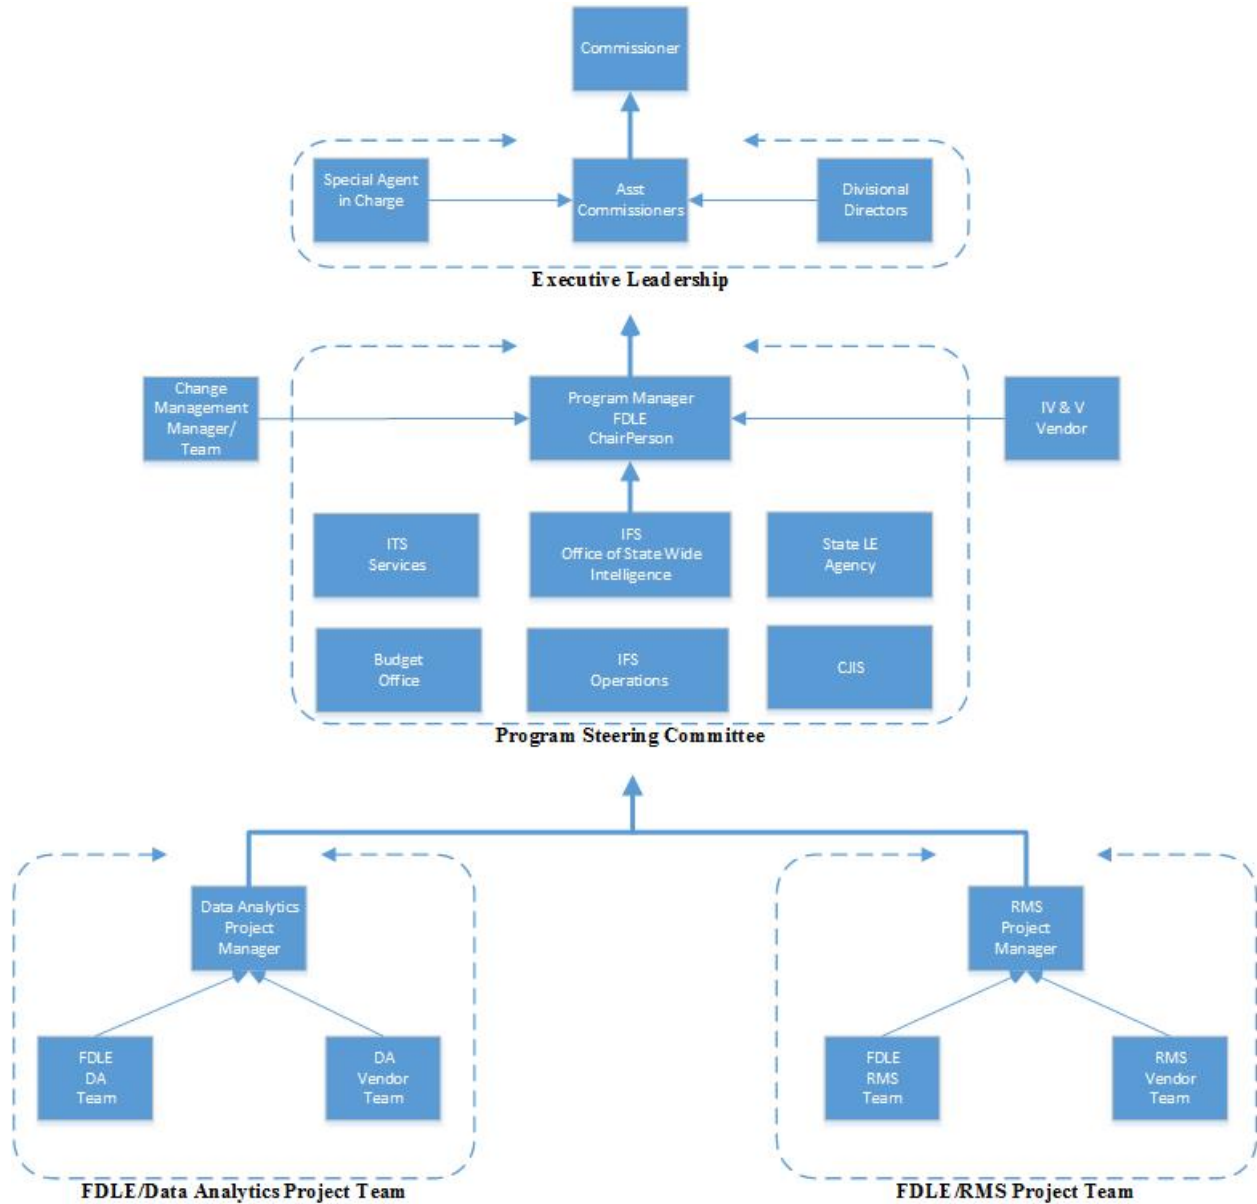 Commissioner
Special Agent
in Charge
Asst
Commissioners
Divisional
Directors
Executive Leadership
Change
Management
Manager/
Team
Program Manager
FDLE
ChairPerson
IV & V
Vendor
ITS
Services
IFS
Office of State Wide
Intelligence
State LE
Agency
Budget
Office
IFS
Operations
CJIS
Program Steering Committee
Data Analytics
Project
Manager
RMS
Project
Manager
FDLE
DA
Team
DA
Vendor
Team
FDLE
RMS
Team
RMS
Vendor
Team
FDLE/Data Analytics Project Team
FDLE/RMS Project Team